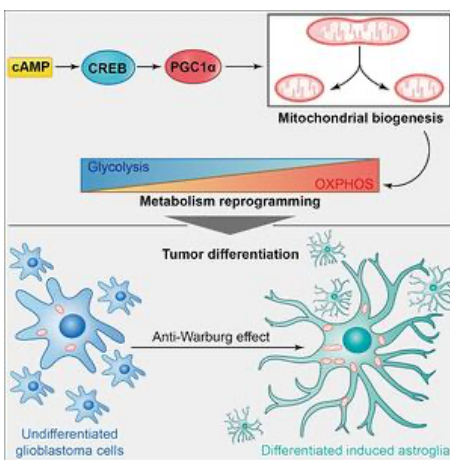 cAMP
CREB
PGC1α
Mitochondrial biogenesis
Glycolysis
OXPHOS
Metabolism reprogramming
Tumor differentiation
Anti-Warburg effect
Undifferentiated
glioblastoma cells
Differentiated induced astroglia